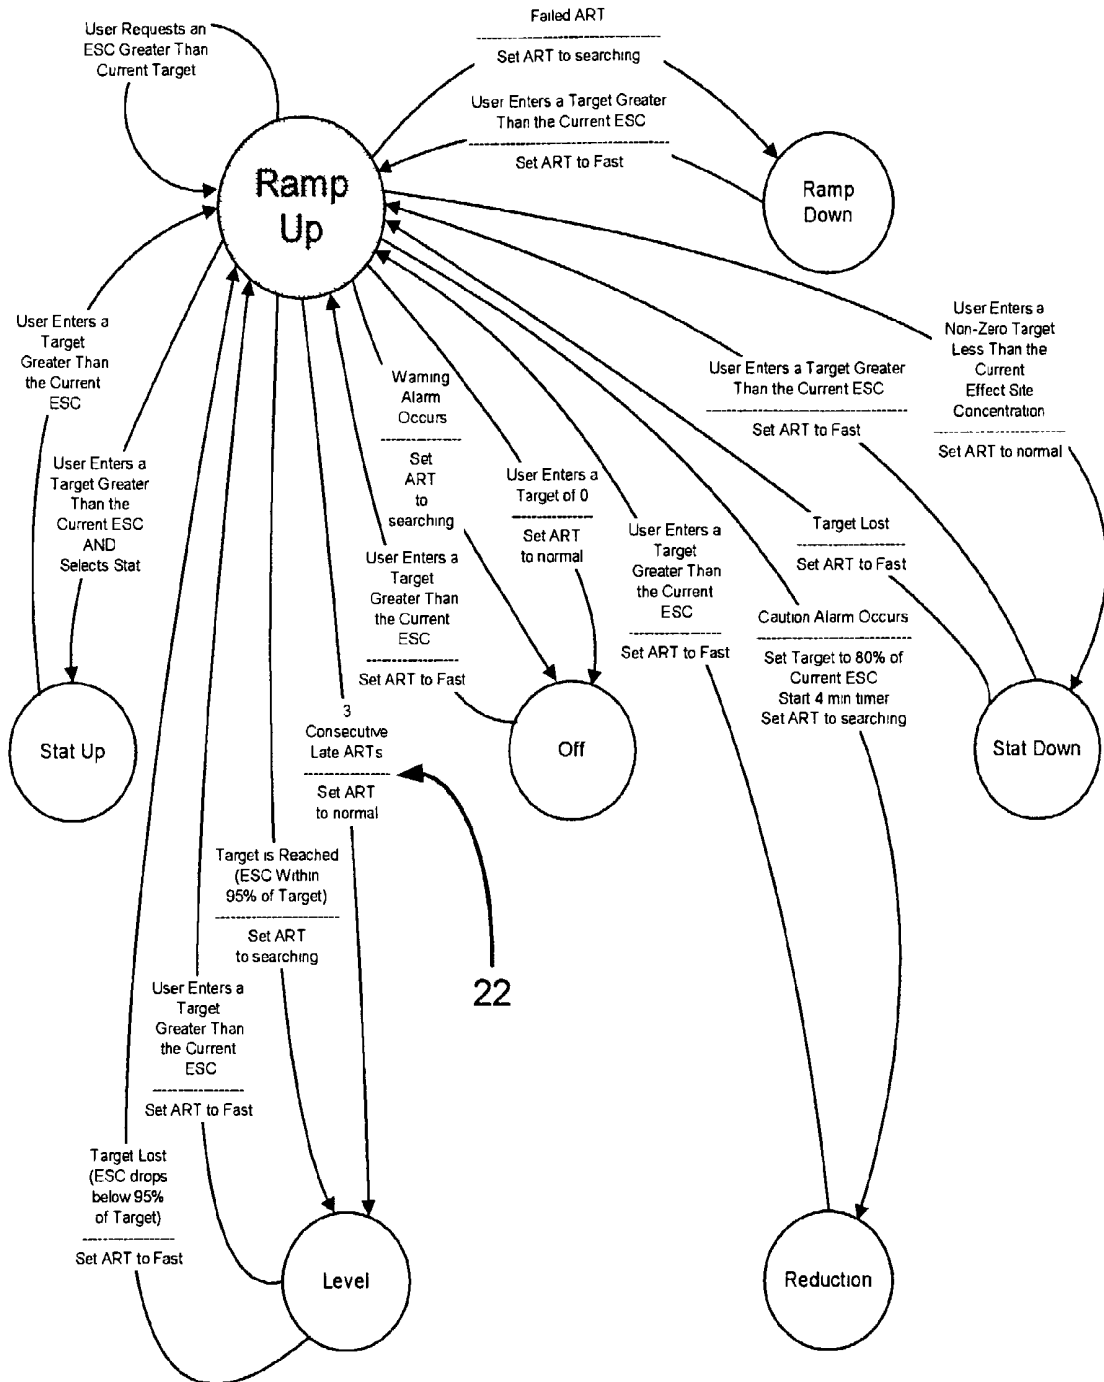 Failed ART
Set ART to searching
User Requests an
ESC Greater Than
Current Target
User Enters a Target Greater
Than the Current ESC
Set ART to Fast
Ramp
Up
Ramp
Down
User Enters a
Target
Greater Than
the Current
ESC
User Enters a
Target Greater
Than the
Current ESC
AND
Selects Stat
Warning
Alarm
Occurs
Set
ART
to
searching
User Enters a
Target of 0
Set ART
to normal
User Enters a
Target
Greater Than
the Current
ESC
Set ART to Fast
User Enters a
Target
Greater Than
the Current
ESC
Set ART to Fast
User Enters a Target Greater
Than the Current ESC
Set ART to Fast
User Enters a
Non-Zero Target
Less Than the
Current
Effect Site
Concentration
Set ART to normal
Target Lost
Set ART to Fast
Caution Alarm Occurs
Set Target to 80% of
Current ESC
Start 4 min timer
Set ART to searching
Stat Up
Off
Stat Down
3
Consecutive
Late ARTs
Set ART
to normal
Target is Reached
(ESC Within
95% of Target)
Set ART
to searching
22
User Enters a
Target
Greater Than
the Current
ESC
Set ART to Fast
Target Lost
(ESC drops
below 95%
of Target)
Set ART to Fast
Level
Reduction